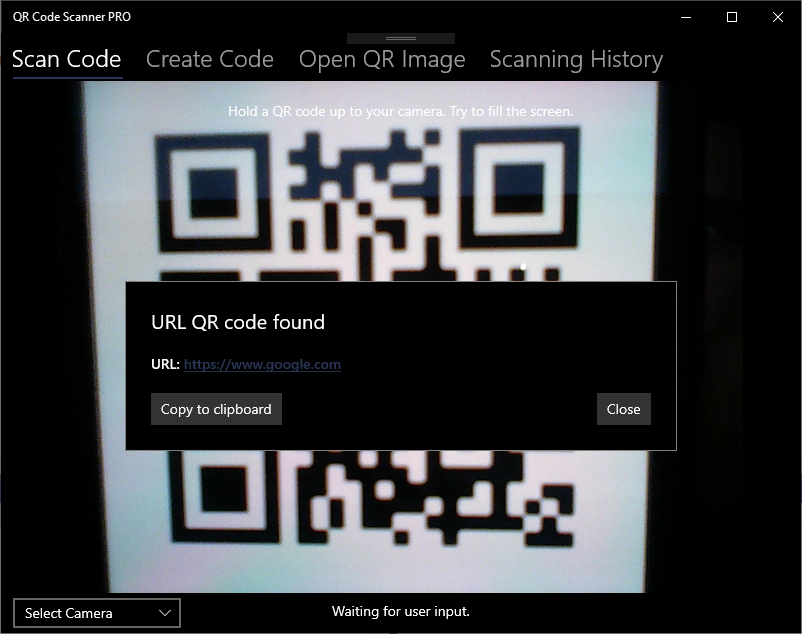 QR Code Scanner PRO
Scan Code Create Code Open QR Image Scanning History
Hold a QR code up to your camera. Try to fill the screen.
URL QR code found
URL: https://www.google.com
Copy to clipboard Close
Select Camera Waiting for user input.